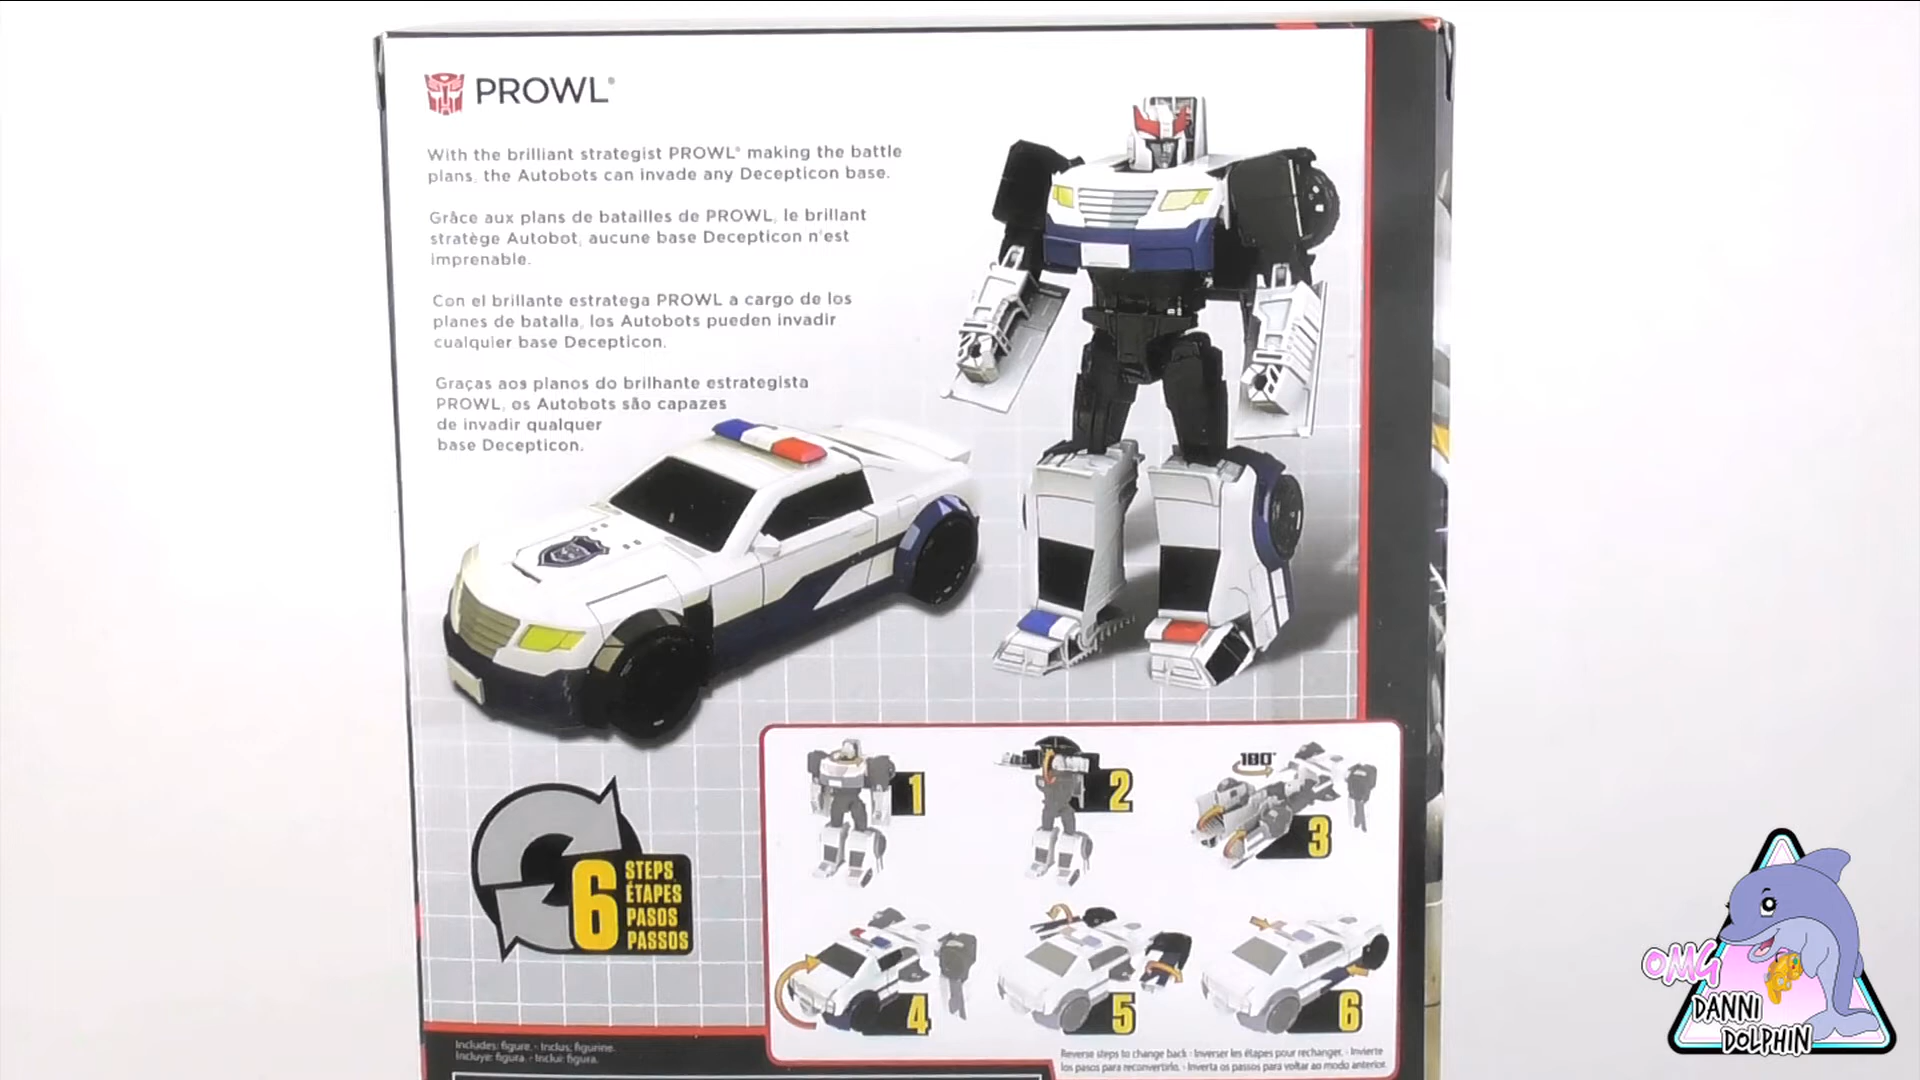 PROWL®
With the brilliant strategist PROWL® making the battle
plans, the Autobots can invade any Decepticon base.
Grâce aux plans de batailles de PROWL, le brillant
stratège Autobot, aucune base Decepticon n'est
imprenable.
Con el brillante estratega PROWL a cargo de los
planes de batalla, los Autobots pueden invadir
cualquier base Decepticon.
Graças aos planos do brilhante estrategista
PROWL, os Autobots são capazes
de invadir qualquer
base Decepticon.
6
STEPS
ÉTAPES
PASOS
PASSOS
1
2
180°
3
4
5
6
Includes: figure. - Inclus: figurine.
Incluye: figura. - Inclui: figura.
Reverse steps to change back · Inverser les étapes pour rechanger. - Invierte
los pasos para reconvertirlo. - Inverta os passos para voltar ao modo anterior.
OMG
DANNI
DOLPHIN